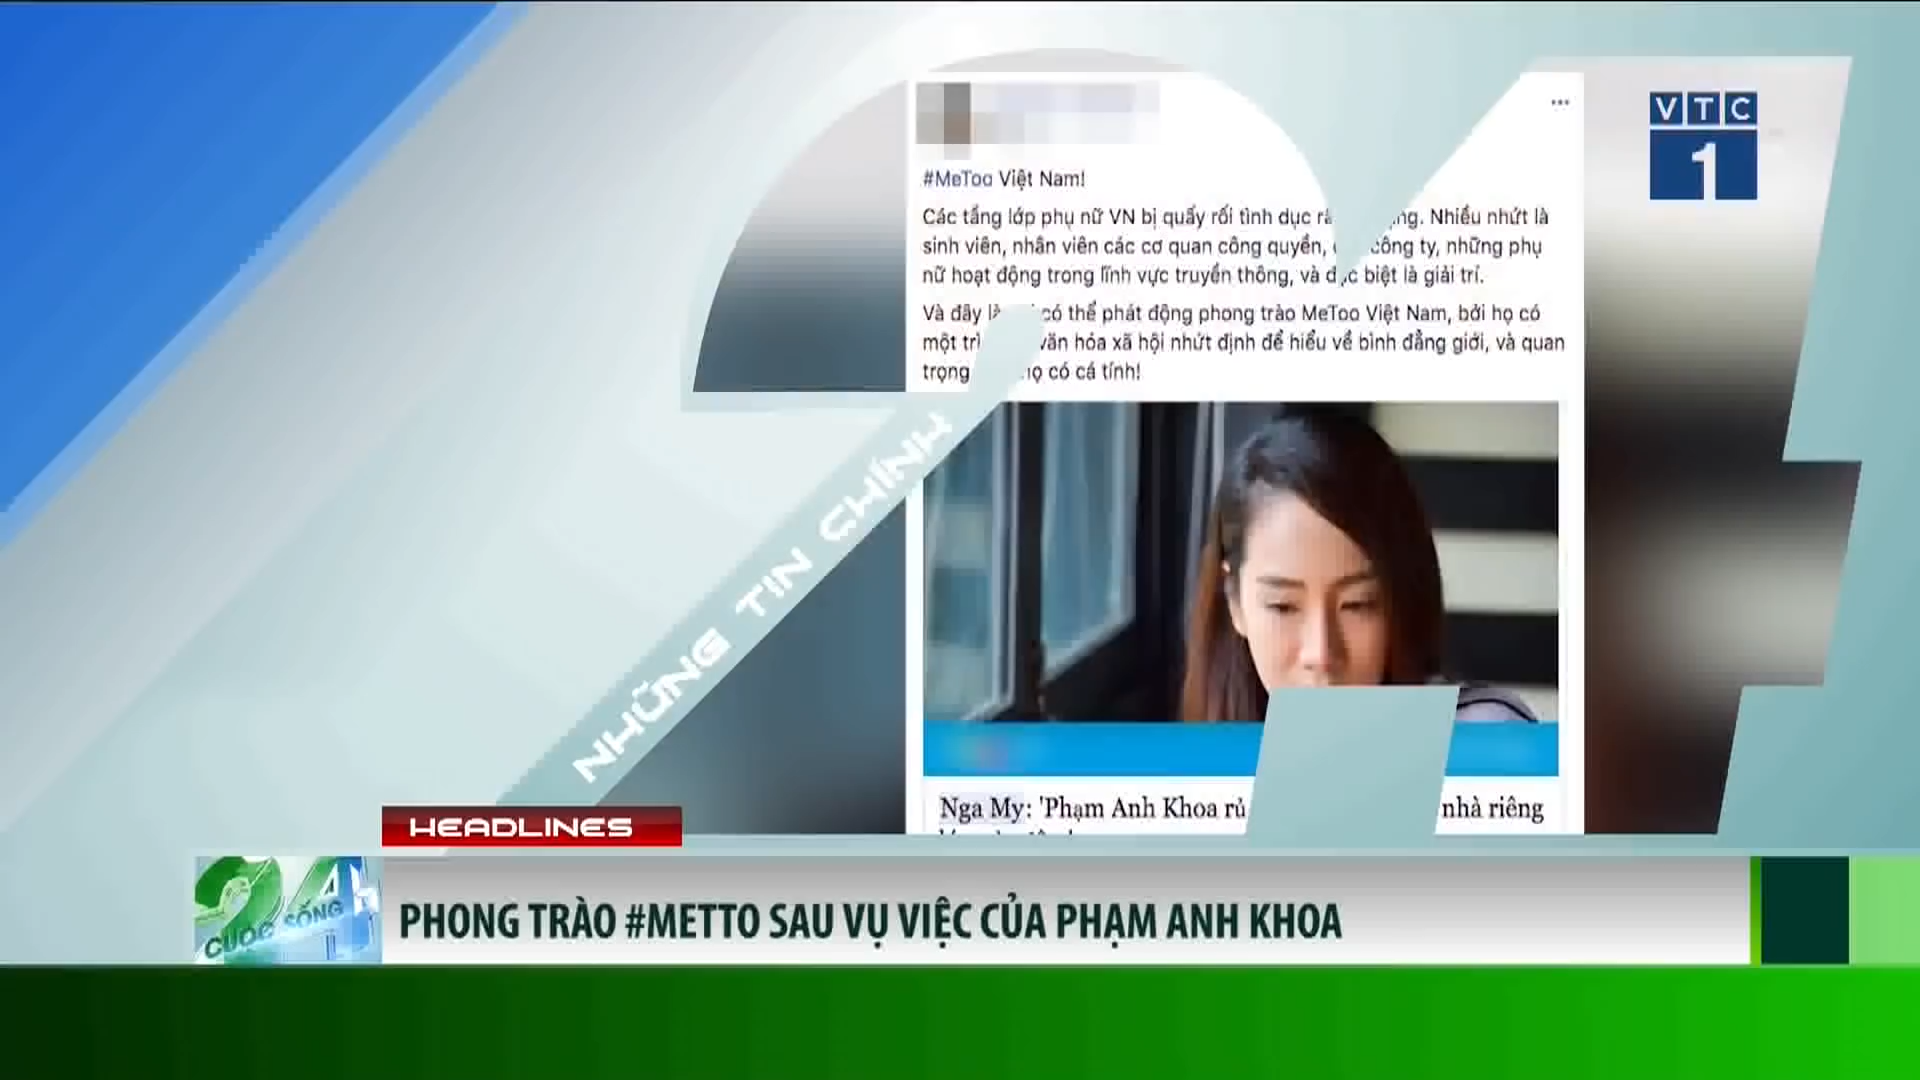 VTC
1
#MeToo Việt Nam!
Các tầng lớp phụ nữ VN bị quấy rối tình dục Nhiều nhứt là
sinh viên, nhân viên các cơ quan công quyền, công ty, những phụ
nữ hoạt động trong lĩnh vực truyền thông, và đặc biệt là giải trí.
Và đây có thể phát động phong trào MeToo Việt Nam, bởi họ có
một văn hóa xã hội nhứt định để hiểu về bình đẳng giới, và quan
trọng họ có cá tính!
NHỮNG TIN CHÍNH
Nga My: 'Phạm Anh Khoa rủ nhà riêng
HEADLINES
24h
CUỘC SỐNG
PHONG TRÀO #METTO SAU VỤ VIỆC CỦA PHẠM ANH KHOA